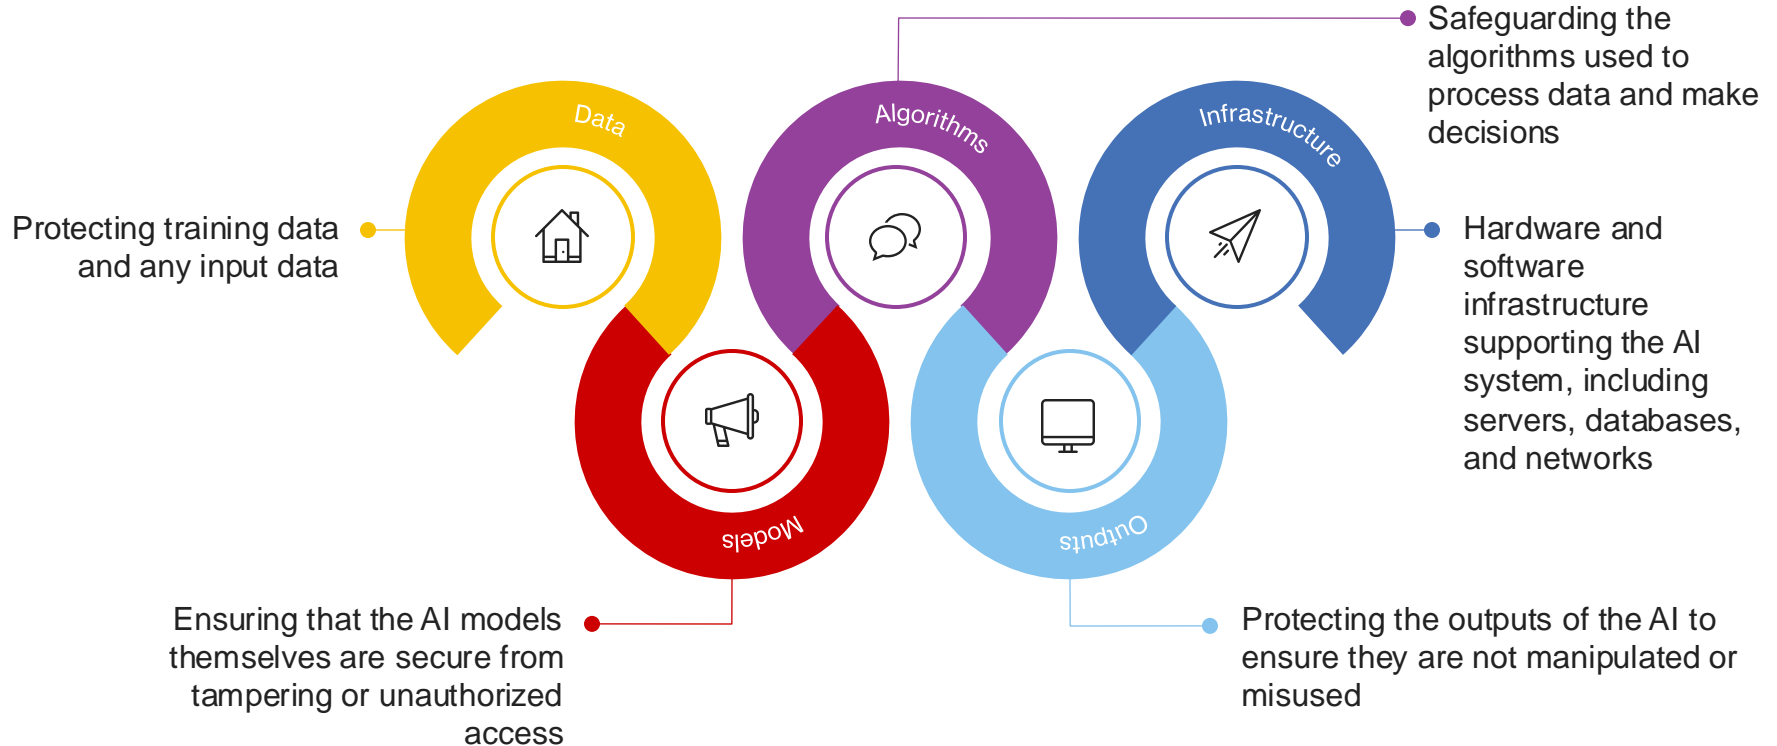 Safeguarding the
algorithms used to
process data and make
decisions
Data
Algorithms
Infrastructure
Protecting training data
and any input data
Hardware and
software
infrastructure
supporting the AI
system, including
servers, databases,
and networks
Models
Outputs
Ensuring that the AI models
themselves are secure from
tampering or unauthorized
access
Protecting the outputs of the AI to
ensure they are not manipulated or
misused